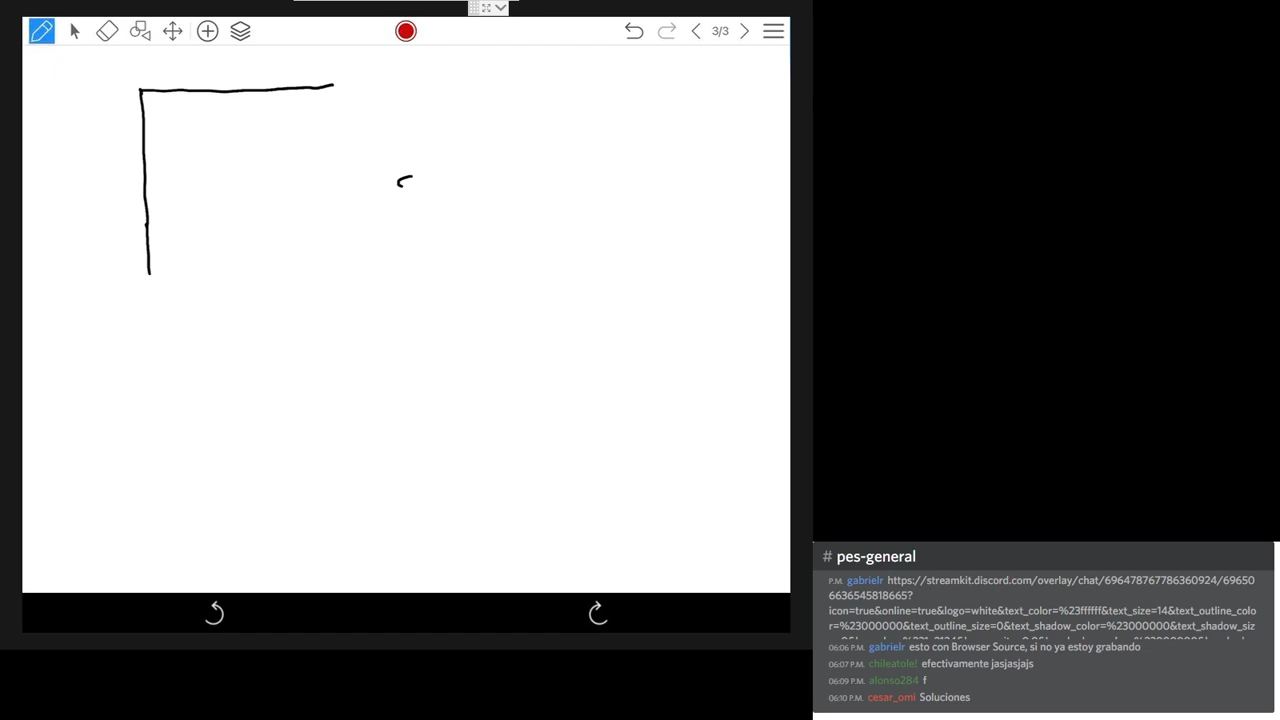 3/3
# pes-general
P.M. gabrielr https://streamkit.discord.com/overlay/chat/696478767786360924/69650
6636545818665?
icon=true&online=true&logo=white&text_color=%23ffffff&text_size=14&text_outline_colo
r=%23000000&text_outline_size=0&text_shadow_color=%23000000&text_shadow_siz
06:06 P.M. gabrielr esto con Browser Source, si no ya estoy grabando
06:07 P.M. chileatole! efectivamente jasjasjajs
06:09 P.M. alonso284 f
06:10 P.M. cesar_omi Soluciones